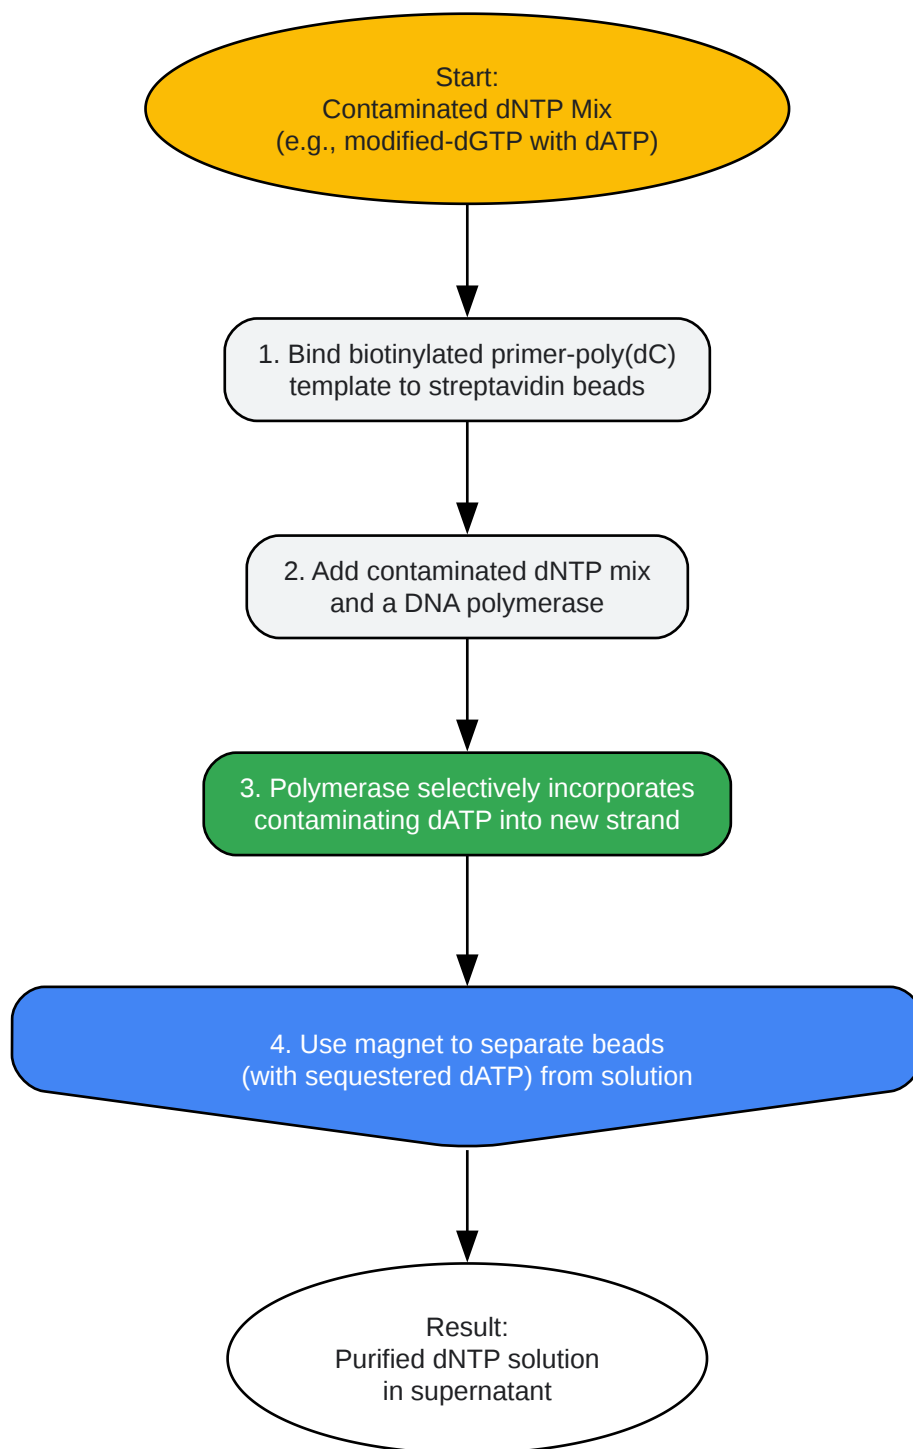 Start:
Contaminated dNTP Mix
(e.g., modified-dGTP with dATP)
1. Bind biotinylated primer-poly(dC)
template to streptavidin beads
2. Add contaminated dNTP mix
and a DNA polymerase
3. Polymerase selectively incorporates
contaminating dATP into new strand
4. Use magnet to separate beads
(with sequestered dATP) from solution
Result:
Purified dNTP solution
in supernatant